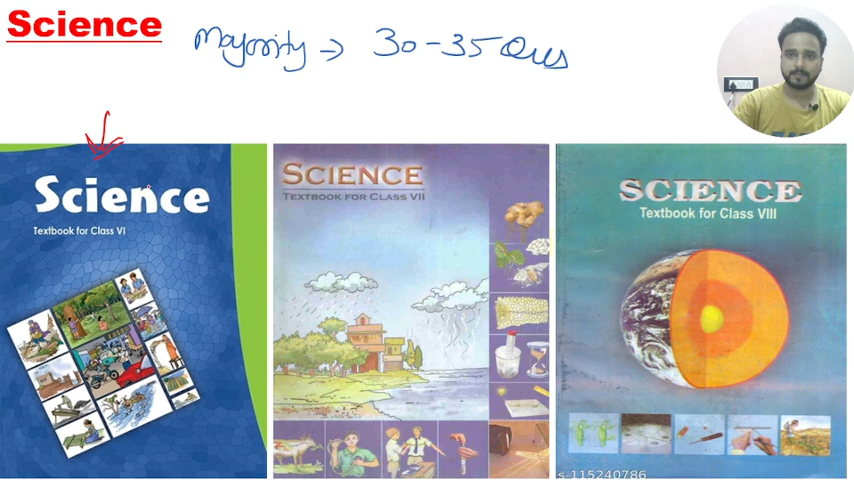 Science
Majority → 30-35 Ques
Science
Textbook for Class VI
SCIENCE
TEXTBOOK FOR CLASS VII
SCIENCE
Textbook for Class VIII
s-115240786